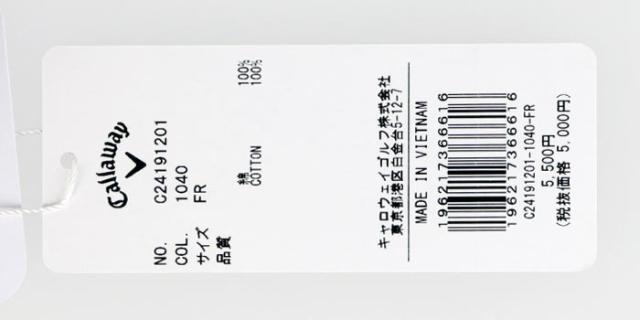 Callaway
NO. C24191201
COL. 1040
サイズ FR
品質
綿 100%
COTTON 100%
キャロウェイゴルフ株式会社
東京都港区白金台5-12-7
MADE IN VIETNAM
196217366616
196217366616
C24191201-1040-FR
5,500円
(税抜価格 5,000円)